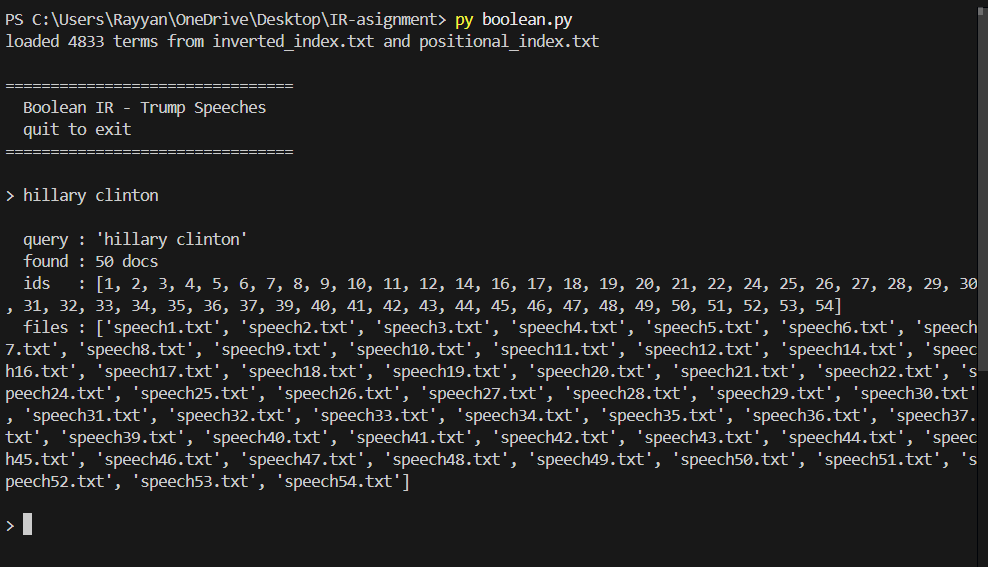 PS C:\Users\Rayyan\OneDrive\Desktop\IR-asignment> py boolean.py
loaded 4833 terms from inverted_index.txt and positional_index.txt

================================
  Boolean IR - Trump Speeches
  quit to exit
================================

> hillary clinton

  query : 'hillary clinton'
  found : 50 docs
  ids   : [1, 2, 3, 4, 5, 6, 7, 8, 9, 10, 11, 12, 14, 16, 17, 18, 19, 20, 21, 22, 24, 25, 26, 27, 28, 29, 30
, 31, 32, 33, 34, 35, 36, 37, 39, 40, 41, 42, 43, 44, 45, 46, 47, 48, 49, 50, 51, 52, 53, 54]
  files : ['speech1.txt', 'speech2.txt', 'speech3.txt', 'speech4.txt', 'speech5.txt', 'speech6.txt', 'speech
7.txt', 'speech8.txt', 'speech9.txt', 'speech10.txt', 'speech11.txt', 'speech12.txt', 'speech14.txt', 'speec
h16.txt', 'speech17.txt', 'speech18.txt', 'speech19.txt', 'speech20.txt', 'speech21.txt', 'speech22.txt', 's
peech24.txt', 'speech25.txt', 'speech26.txt', 'speech27.txt', 'speech28.txt', 'speech29.txt', 'speech30.txt'
, 'speech31.txt', 'speech32.txt', 'speech33.txt', 'speech34.txt', 'speech35.txt', 'speech36.txt', 'speech37.
txt', 'speech39.txt', 'speech40.txt', 'speech41.txt', 'speech42.txt', 'speech43.txt', 'speech44.txt', 'speec
h45.txt', 'speech46.txt', 'speech47.txt', 'speech48.txt', 'speech49.txt', 'speech50.txt', 'speech51.txt', 's
peech52.txt', 'speech53.txt', 'speech54.txt']

>